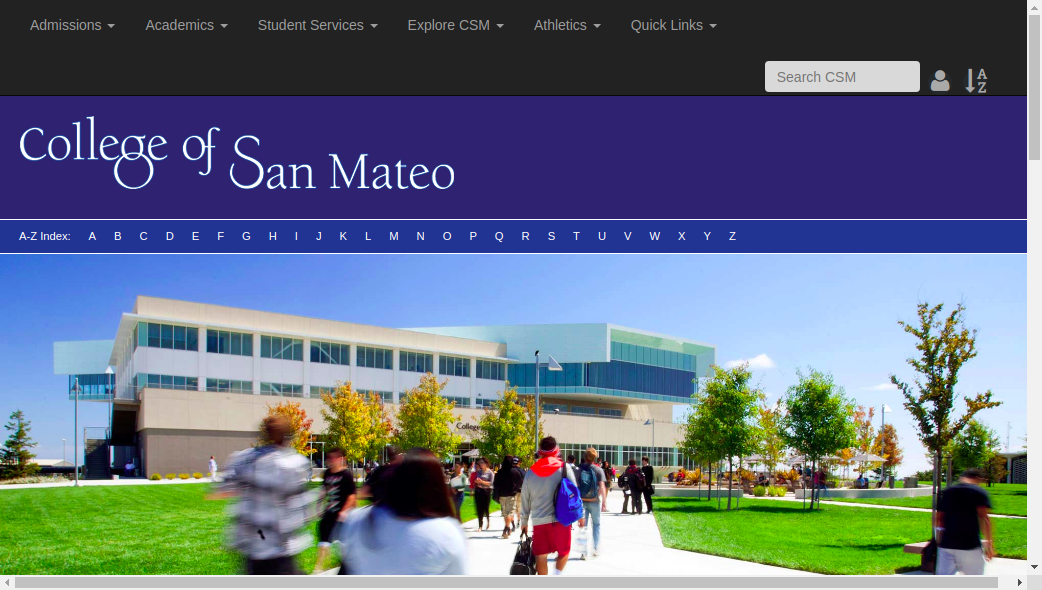 Admissions Academics Student Services Explore CSM Athletics Quick Links
Search CSM
College of San Mateo
A-Z Index: A B C D E F G H I J K L M N O P Q R S T U V W X Y Z
College